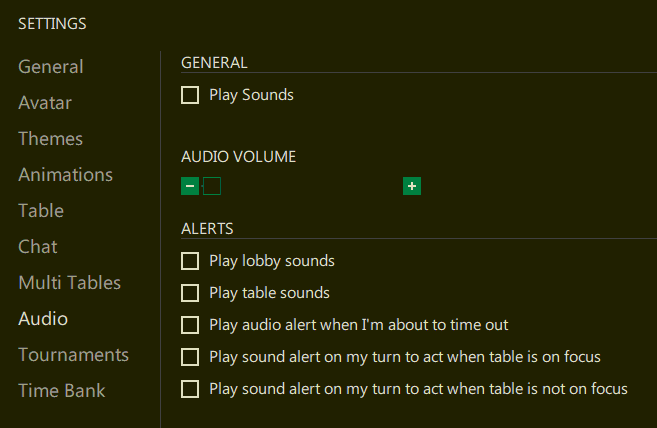 SETTINGS
General
Avatar
Themes
Animations
Table
Chat
Multi Tables
Audio
Tournaments
Time Bank
GENERAL
Play Sounds
AUDIO VOLUME
ALERTS
Play lobby sounds
Play table sounds
Play audio alert when I'm about to time out
Play sound alert on my turn to act when table is on focus
Play sound alert on my turn to act when table is not on focus